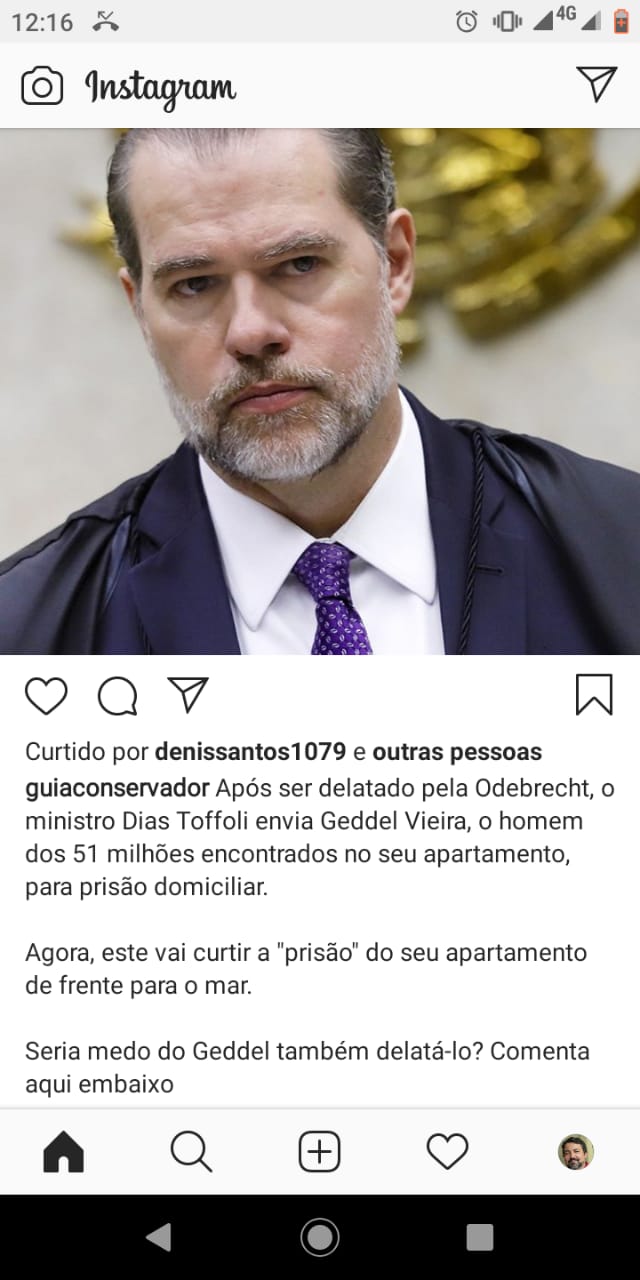 12:16
4G
Instagram
Curtido por denissantos1079 e outras pessoas
guiaconservador Após ser delatado pela Odebrecht, o
ministro Dias Toffoli envia Geddel Vieira, o homem
dos 51 milhões encontrados no seu apartamento,
para prisão domiciliar.
Agora, este vai curtir a "prisão" do seu apartamento
de frente para o mar.
Seria medo do Geddel também delatá-lo? Comenta
aqui embaixo